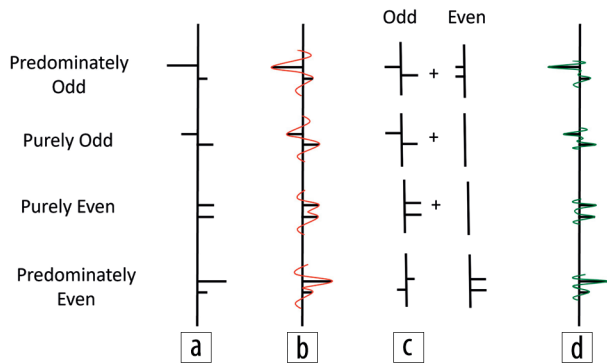 Odd Even
Predominately
Odd
+
Purely Odd
+
Purely Even
+
Predominately
Even
a b c d